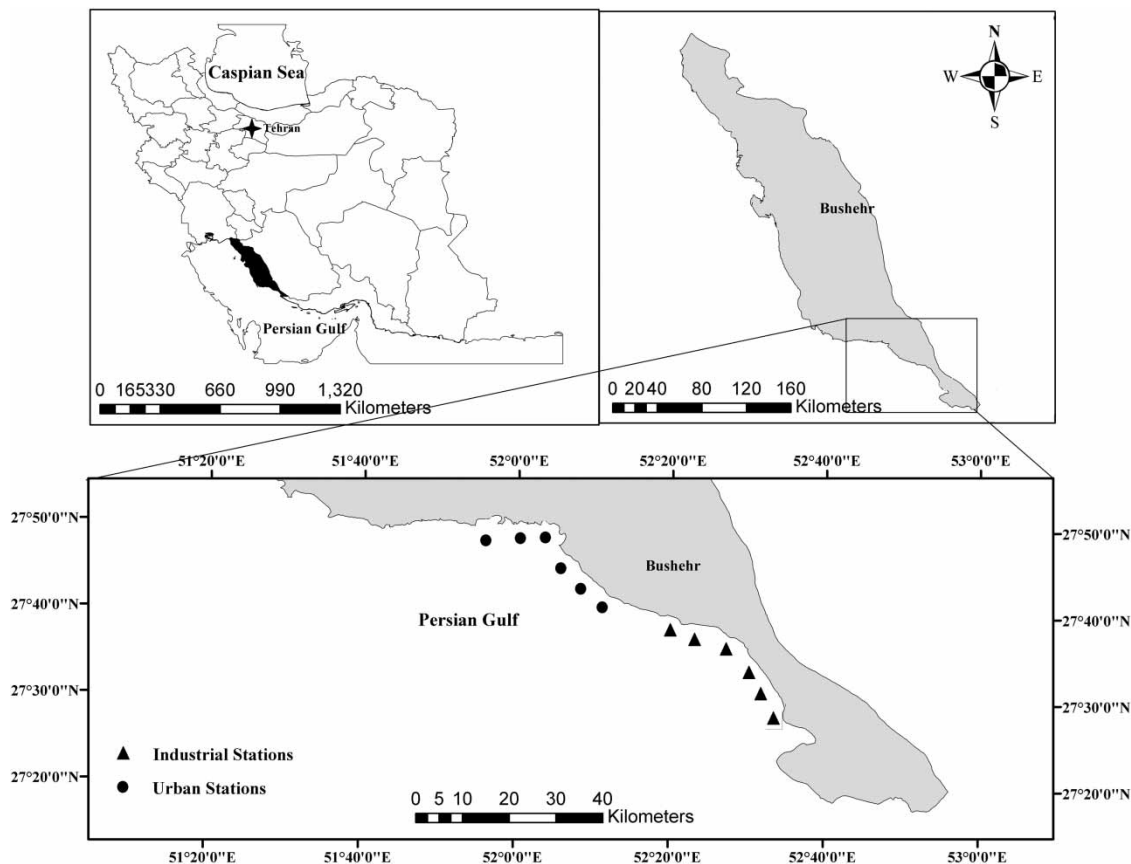 Caspian Sea
Tehran
Persian Gulf
0 165330 660 990 1,320
Kilometers
N
W E
S
Bushehr
0 2040 80 120 160
Kilometers
51°20'0"E 51°40'0"E 52°0'0"E 52°20'0"E 52°40'0"E 53°0'0"E
27°50'0"N 27°50'0"N
Bushehr
27°40'0"N 27°40'0"N
Persian Gulf
27°30'0"N 27°30'0"N
Industrial Stations
27°20'0"N 27°20'0"N
Urban Stations
0 5 10 20 30 40
Kilometers
51°20'0"E 51°40'0"E 52°0'0"E 52°20'0"E 52°40'0"E 53°0'0"E